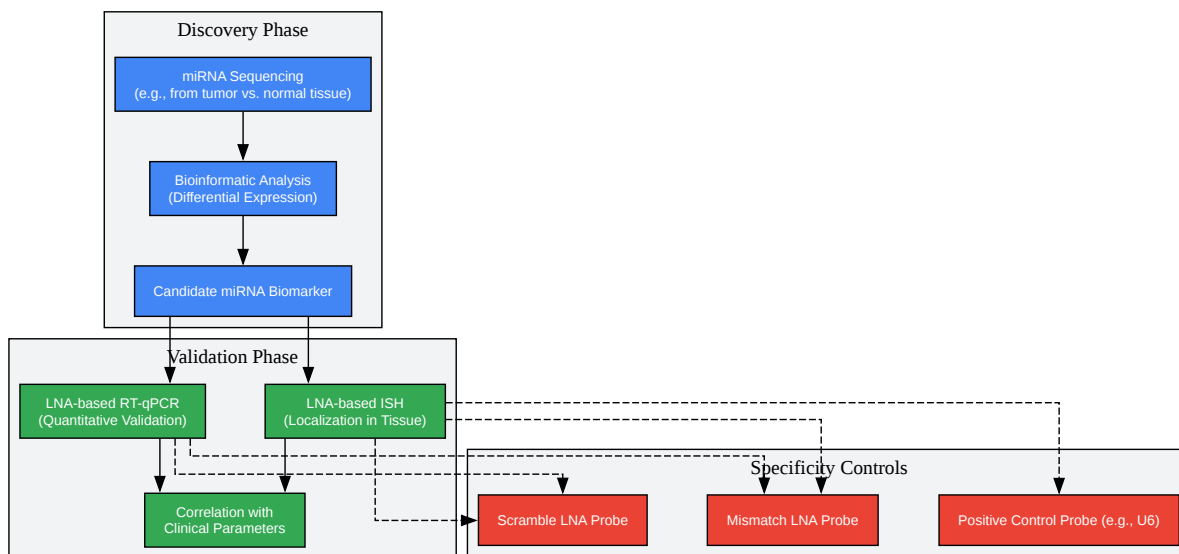 Discovery Phase
miRNA Sequencing
(e.g., from tumor vs. normal tissue)
Bioinformatic Analysis
(Differential Expression)
Candidate miRNA Biomarker
Validation Phase
LNA-based RT-qPCR
(Quantitative Validation)
LNA-based ISH
(Localization in Tissue)
Correlation with
Clinical Parameters
Specificity Controls
Scramble LNA Probe
Mismatch LNA Probe
Positive Control Probe (e.g., U6)